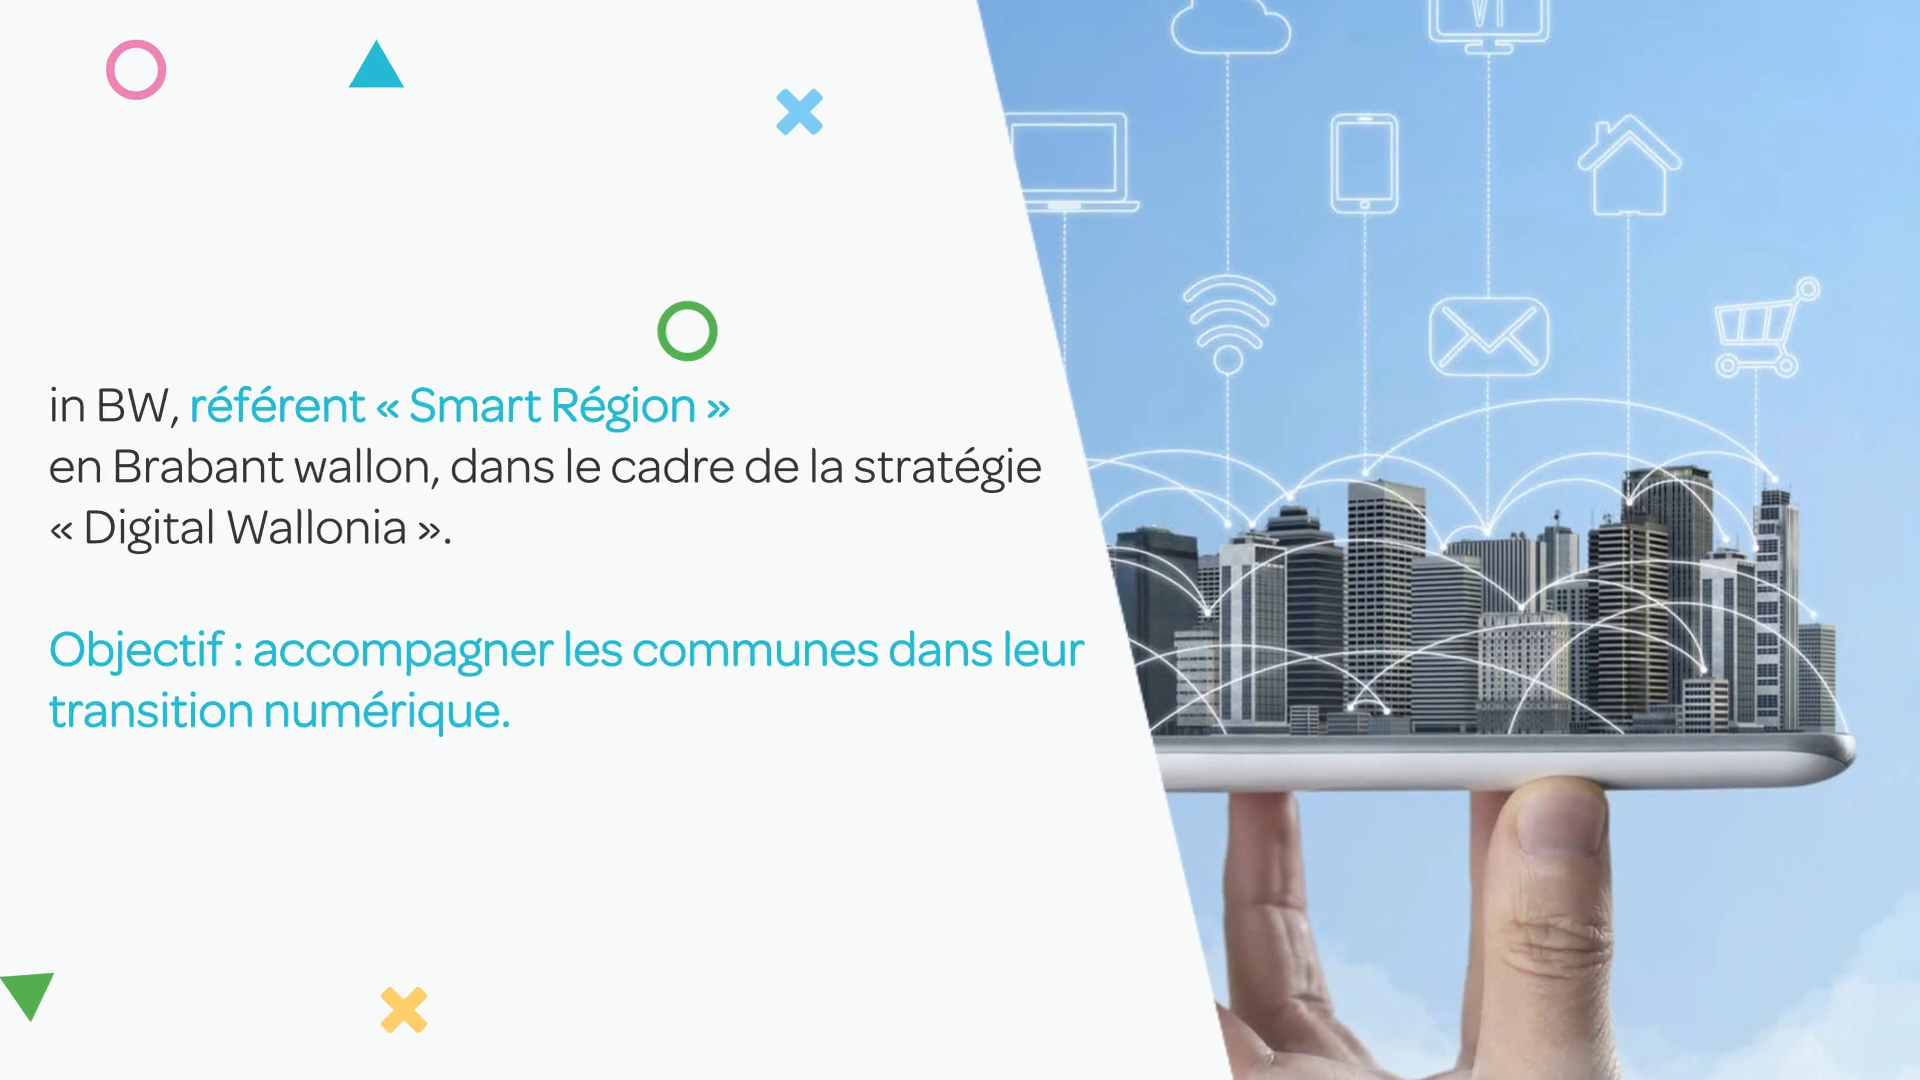 in BW, référent « Smart Région »
en Brabant wallon, dans le cadre de la stratégie
« Digital Wallonia ».
Objectif : accompagner les communes dans leur
transition numérique.